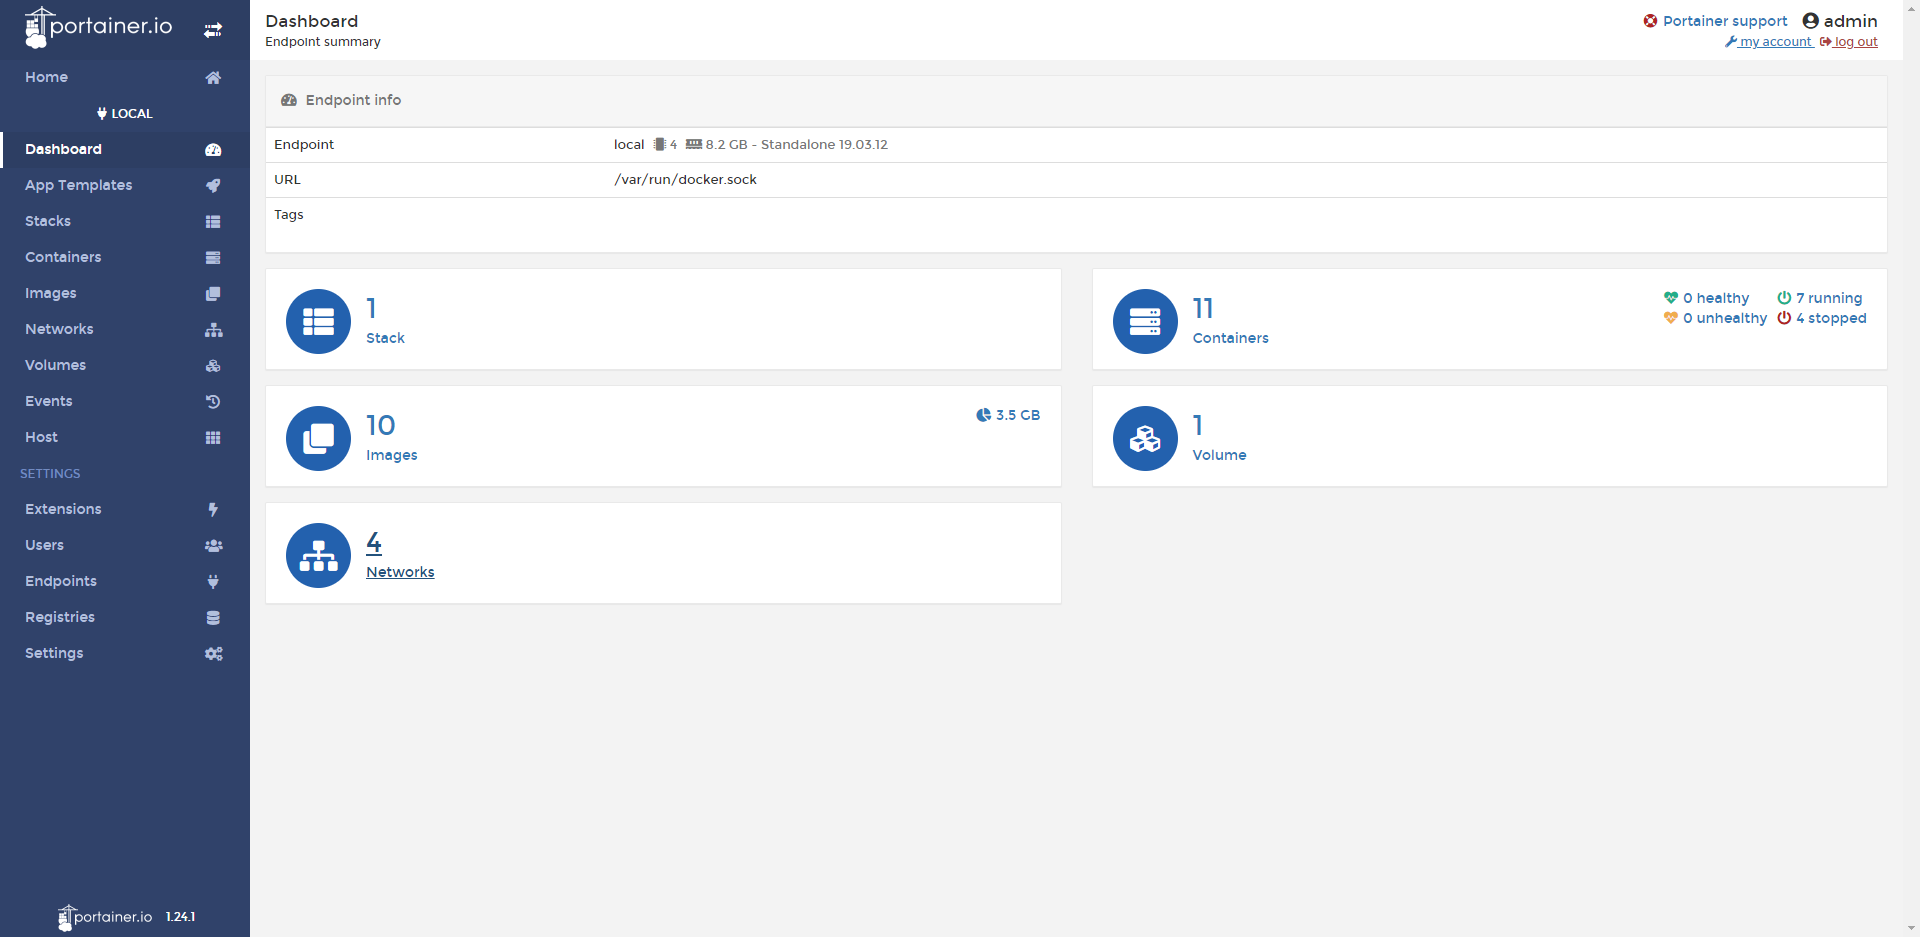 portainer.io
Home
LOCAL
Dashboard
App Templates
Stacks
Containers
Images
Networks
Volumes
Events
Host
SETTINGS
Extensions
Users
Endpoints
Registries
Settings
portainer.io 1.24.1
Dashboard
Endpoint summary
Portainer support admin
my account log out
Endpoint info
Endpoint local 4 8.2 GB - Standalone 19.03.12
URL /var/run/docker.sock
Tags
1
Stack
11
Containers
0 healthy 7 running
0 unhealthy 4 stopped
10
Images
3.5 GB
1
Volume
4
Networks